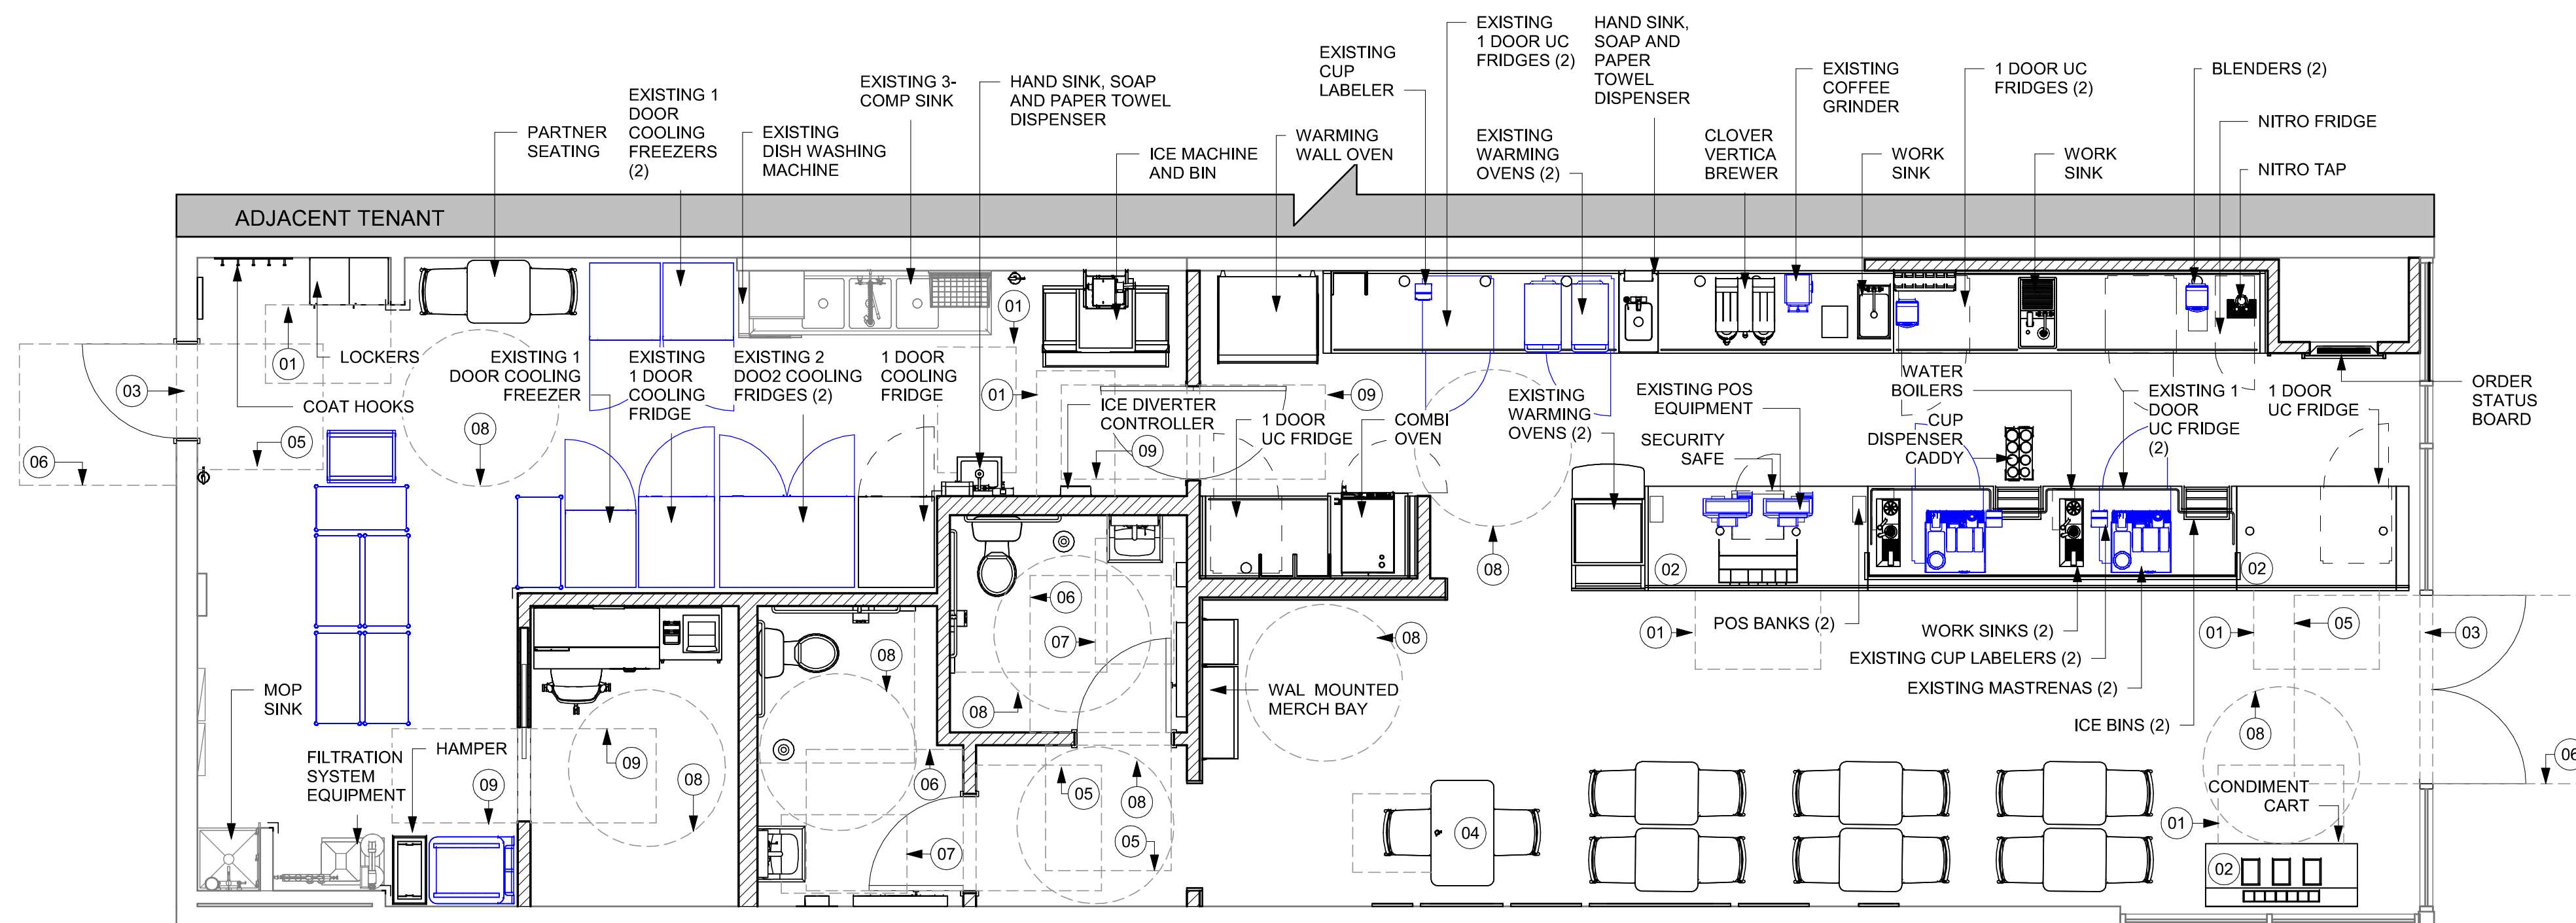 EXISTING
1 DOOR UC
FRIDGES (2)
HAND SINK,
SOAP AND
PAPER
TOWEL
DISPENSER
EXISTING
CUP
LABELER
EXISTING
COFFEE
GRINDER
1 DOOR UC
FRIDGES (2)
BLENDERS (2)
EXISTING 3-
COMP SINK
HAND SINK, SOAP
AND PAPER TOWEL
DISPENSER
EXISTING 1
DOOR
COOLING
FREEZERS
(2)
PARTNER
SEATING
EXISTING
DISH WASHING
MACHINE
ICE MACHINE
AND BIN
WARMING
WALL OVEN
EXISTING
WARMING
OVENS (2)
CLOVER
VERTICA
BREWER
WORK
SINK
WORK
SINK
NITRO FRIDGE
NITRO TAP
ADJACENT TENANT
01
01
LOCKERS
COAT HOOKS
03
05
06
08
EXISTING 1
DOOR COOLING
FREEZER
EXISTING
1 DOOR
COOLING
FRIDGE
EXISTING 2
DOO2 COOLING
FRIDGES (2)
1 DOOR
COOLING
FRIDGE
01
ICE DIVERTER
CONTROLLER
09
09
1 DOOR
UC FRIDGE
COMBI
OVEN
EXISTING
WARMING
OVENS (2)
EXISTING POS
EQUIPMENT
SECURITY
SAFE
WATER
BOILERS
CUP
DISPENSER
CADDY
EXISTING 1
DOOR
UC FRIDGE
(2)
1 DOOR
UC FRIDGE
ORDER
STATUS
BOARD
08
02
02
06
07
08
08
08
01
POS BANKS (2)
WORK SINKS (2)
EXISTING CUP LABELERS (2)
EXISTING MASTRENAS (2)
ICE BINS (2)
01
05
03
08
06
WAL MOUNTED
MERCH BAY
MOP
SINK
FILTRATION
SYSTEM
EQUIPMENT
HAMPER
09
09
08
06
05
08
05
07
04
CONDIMENT
CART
01
02